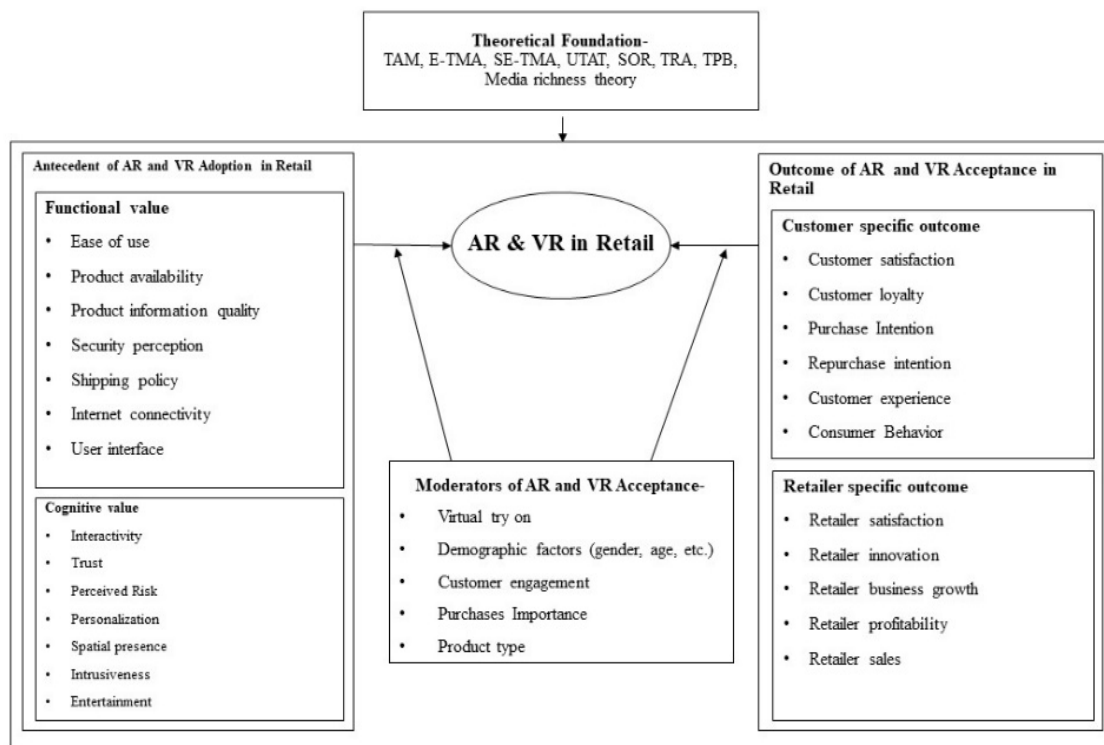 Theoretical Foundation-
TAM, E-TMA, SE-TMA, UTAT, SOR, TRA, TPB,
Media richness theory
Antecedent of AR and VR Adoption in Retail
Functional value
• Ease of use
• Product availability
• Product information quality
• Security perception
• Shipping policy
• Internet connectivity
• User interface
Cognitive value
• Interactivity
• Trust
• Perceived Risk
• Personalization
• Spatial presence
• Intrusiveness
• Entertainment
AR & VR in Retail
Moderators of AR and VR Acceptance-
• Virtual try on
• Demographic factors (gender, age, etc.)
• Customer engagement
• Purchases Importance
• Product type
Outcome of AR and VR Acceptance in
Retail
Customer specific outcome
• Customer satisfaction
• Customer loyalty
• Purchase Intention
• Repurchase intention
• Customer experience
• Consumer Behavior
Retailer specific outcome
• Retailer satisfaction
• Retailer innovation
• Retailer business growth
• Retailer profitability
• Retailer sales